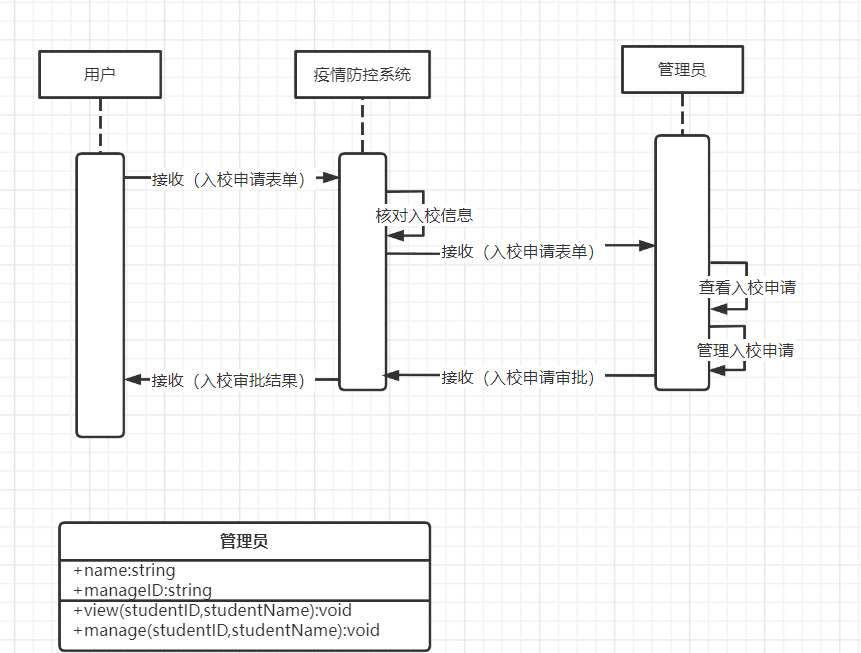 用户
疫情防控系统
管理员
接收（入校申请表单）
核对入校信息
接收（入校申请表单）
查看入校申请
管理入校申请
接收（入校审批结果）
接收（入校申请审批）
管理员
+name:string
+manageID:string
+view(studentID,studentName):void
+manage(studentID,studentName):void